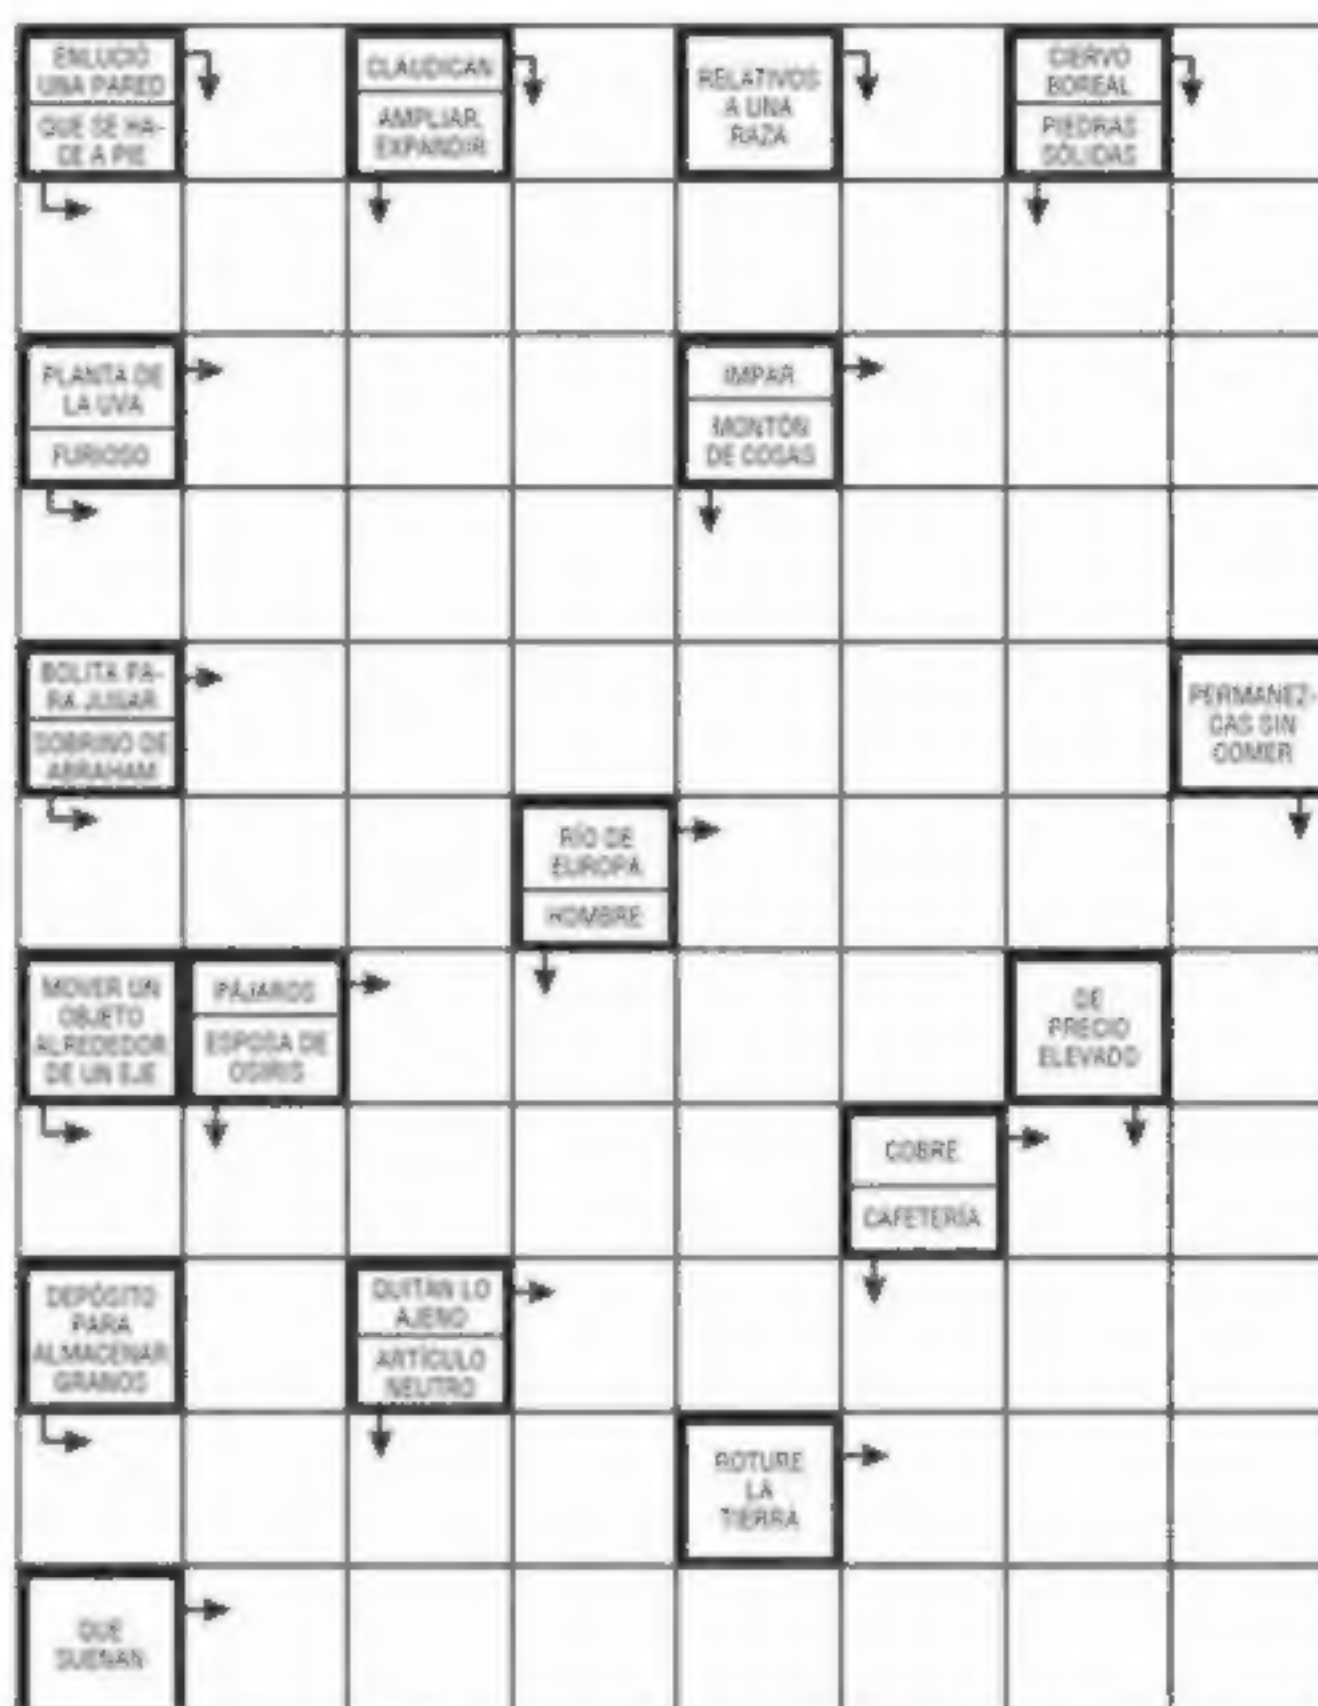 ENLUCIÓ
UNA PARED
QUE SE HA-
CE A PIE
CLAUDICAN
AMPLIAR,
EXPANDIR
RELATIVOS
A UNA
RAZA
CIERVO
BOREAL
PIEDRAS
SÓLIDAS
PLANTA DE
LA UVA
FURIOSO
IMPAR
MONTÓN
DE COSAS
BOLITA PA-
RA JUGAR
SOBRINO DE
ABRAHAM
PERMANEZ-
CAS SIN
COMER
RÍO DE
EUROPA
HOMBRE
MOVER UN
OBJETO
ALREDEDOR
DE UN EJE
PÁJAROS
ESPOSA DE
OSIRIS
DE
PRECIO
ELEVADO
COBRE
CAFETERÍA
DEPÓSITO
PARA
ALMACENAR
GRANOS
QUITAN LO
AJENO
ARTÍCULO
NEUTRO
ROTURE
LA
TIERRA
QUE
SUENAN